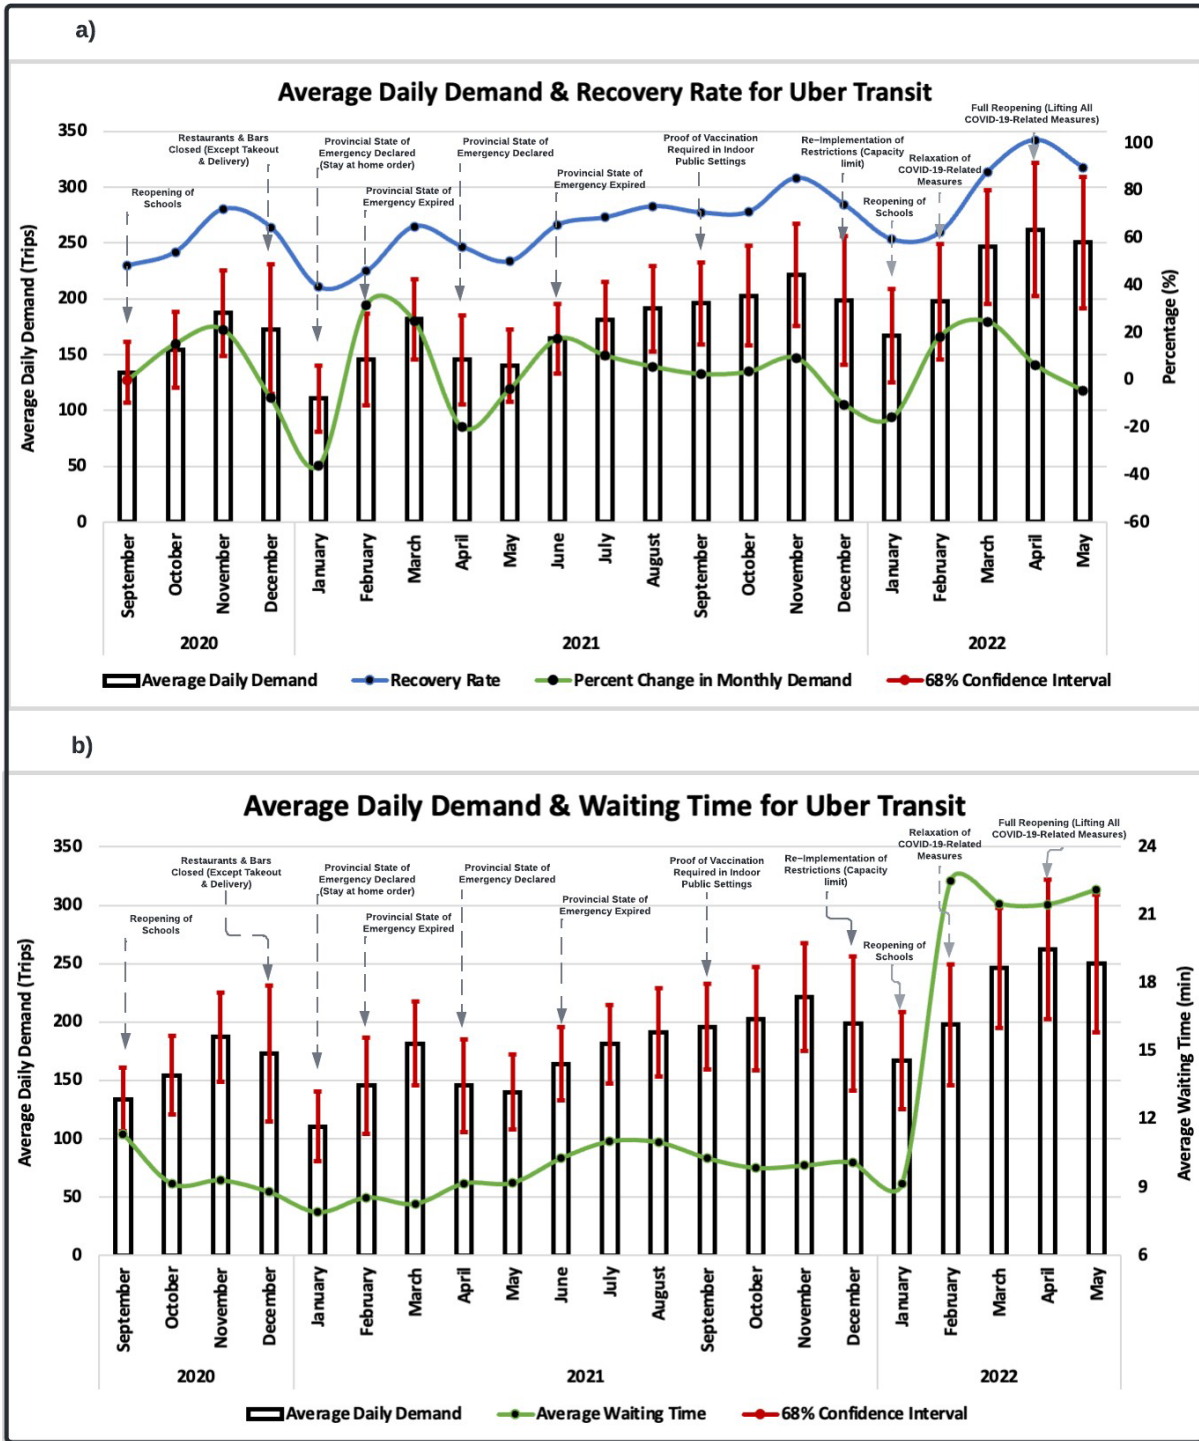 a)
Average Daily Demand & Recovery Rate for Uber Transit
Full Reopening (Lifting All
COVID-19-Related Measures)
Restaurants & Bars
Closed (Except Takeout
& Delivery)
Provincial State of
Emergency Declared
(Stay at home order)
Provincial State of
Emergency Declared
Proof of Vaccination
Required in Indoor
Public Settings
Re–Implementation of
Restrictions (Capacity
limit)
Relaxation of
COVID-19-Related
Measures
Reopening of
Schools
Provincial State of
Emergency Expired
Provincial State of
Emergency Expired
Reopening of
Schools
Average Daily Demand (Trips)
350
300
250
200
150
100
50
0
Percentage (%)
100
80
60
40
20
0
-20
-40
-60
September
October
November
December
January
February
March
April
May
June
July
August
September
October
November
December
January
February
March
April
May
2020
2021
2022
Average Daily Demand
Recovery Rate
Percent Change in Monthly Demand
68% Confidence Interval
b)
Average Daily Demand & Waiting Time for Uber Transit
Full Reopening (Lifting All
COVID-19-Related Measures)
Restaurants & Bars
Closed (Except Takeout
& Delivery)
Provincial State of
Emergency Declared
(Stay at home order)
Provincial State of
Emergency Declared
Proof of Vaccination
Required in Indoor
Public Settings
Re–Implementation of
Restrictions (Capacity
limit)
Relaxation of
COVID-19-Related
Measures
Reopening of
Schools
Provincial State of
Emergency Expired
Provincial State of
Emergency Expired
Reopening of
Schools
Average Daily Demand (Trips)
350
300
250
200
150
100
50
0
Average Waiting Time (min)
24
21
18
15
12
9
6
September
October
November
December
January
February
March
April
May
June
July
August
September
October
November
December
January
February
March
April
May
2020
2021
2022
Average Daily Demand
Average Waiting Time
68% Confidence Interval